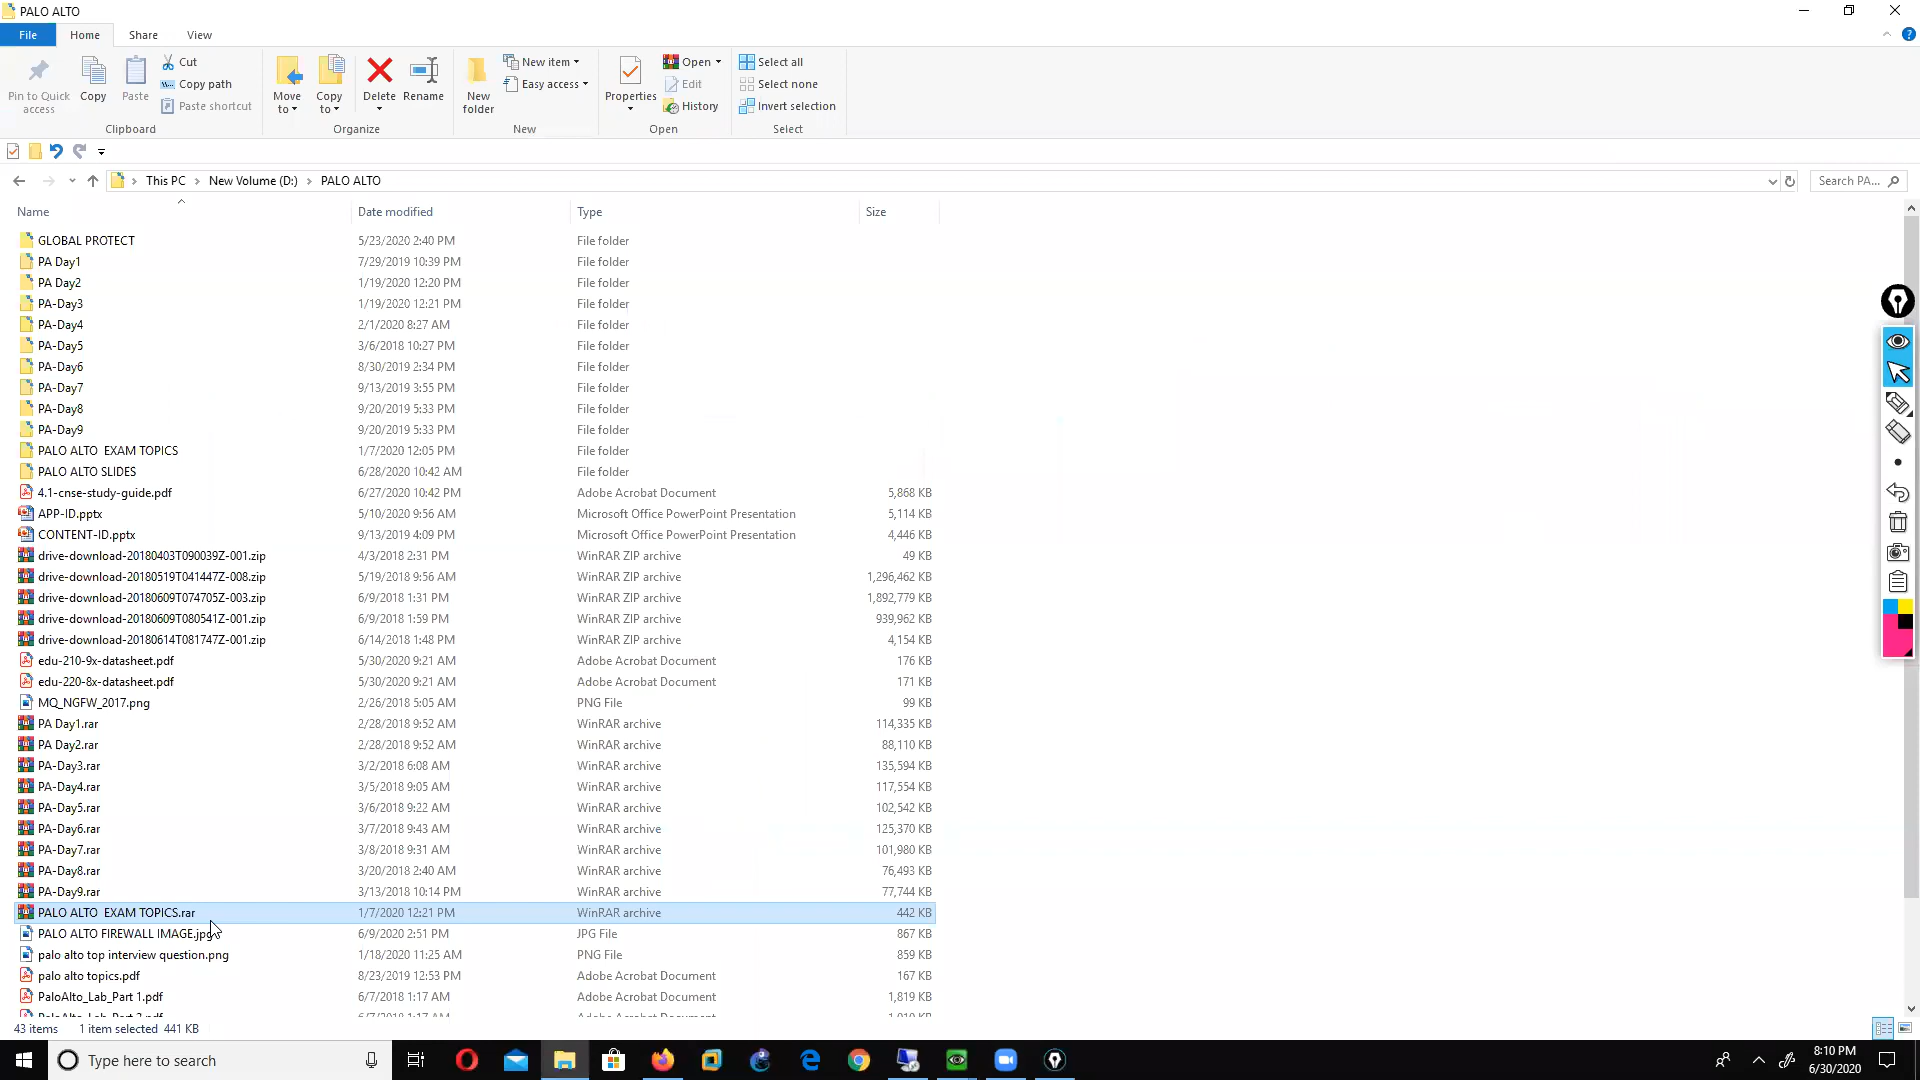 PALO ALTO
File Home Share View
Pin to Quick access
Copy
Paste
Cut
Copy path
Paste shortcut
Clipboard
Move to
Copy to
Delete
Rename
Organize
New folder
New item
Easy access
New
Properties
Open
Edit
History
Open
Select all
Select none
Invert selection
Select
This PC New Volume (D:) PALO ALTO
Search PA...
Name Date modified Type Size
GLOBAL PROTECT 5/23/2020 2:40 PM File folder
PA Day1 7/29/2019 10:39 PM File folder
PA Day2 1/19/2020 12:20 PM File folder
PA-Day3 1/19/2020 12:21 PM File folder
PA-Day4 2/1/2020 8:27 AM File folder
PA-Day5 3/6/2018 10:27 PM File folder
PA-Day6 8/30/2019 2:34 PM File folder
PA-Day7 9/13/2019 3:55 PM File folder
PA-Day8 9/20/2019 5:33 PM File folder
PA-Day9 9/20/2019 5:33 PM File folder
PALO ALTO  EXAM TOPICS 1/7/2020 12:05 PM File folder
PALO ALTO SLIDES 6/28/2020 10:42 AM File folder
4.1-cnse-study-guide.pdf 6/27/2020 10:42 PM Adobe Acrobat Document 5,868 KB
APP-ID.pptx 5/10/2020 9:56 AM Microsoft Office PowerPoint Presentation 5,114 KB
CONTENT-ID.pptx 9/13/2019 4:09 PM Microsoft Office PowerPoint Presentation 4,446 KB
drive-download-20180403T090039Z-001.zip 4/3/2018 2:31 PM WinRAR ZIP archive 49 KB
drive-download-20180519T041447Z-008.zip 5/19/2018 9:56 AM WinRAR ZIP archive 1,296,462 KB
drive-download-20180609T074705Z-003.zip 6/9/2018 1:31 PM WinRAR ZIP archive 1,892,779 KB
drive-download-20180609T080541Z-001.zip 6/9/2018 1:59 PM WinRAR ZIP archive 939,962 KB
drive-download-20180614T081747Z-001.zip 6/14/2018 1:48 PM WinRAR ZIP archive 4,154 KB
edu-210-9x-datasheet.pdf 5/30/2020 9:21 AM Adobe Acrobat Document 176 KB
edu-220-8x-datasheet.pdf 5/30/2020 9:21 AM Adobe Acrobat Document 171 KB
MQ_NGFW_2017.png 2/26/2018 5:05 AM PNG File 99 KB
PA Day1.rar 2/28/2018 9:52 AM WinRAR archive 114,335 KB
PA Day2.rar 2/28/2018 9:52 AM WinRAR archive 88,110 KB
PA-Day3.rar 3/2/2018 6:08 AM WinRAR archive 135,594 KB
PA-Day4.rar 3/5/2018 9:05 AM WinRAR archive 117,554 KB
PA-Day5.rar 3/6/2018 9:22 AM WinRAR archive 102,542 KB
PA-Day6.rar 3/7/2018 9:43 AM WinRAR archive 125,370 KB
PA-Day7.rar 3/8/2018 9:31 AM WinRAR archive 101,980 KB
PA-Day8.rar 3/20/2018 2:40 AM WinRAR archive 76,493 KB
PA-Day9.rar 3/13/2018 10:14 PM WinRAR archive 77,744 KB
PALO ALTO  EXAM TOPICS.rar 1/7/2020 12:21 PM WinRAR archive 442 KB
PALO ALTO FIREWALL IMAGE.jpg 6/9/2020 2:51 PM JPG File 867 KB
palo alto top interview question.png 1/18/2020 11:25 AM PNG File 859 KB
palo alto topics.pdf 8/23/2019 12:53 PM Adobe Acrobat Document 167 KB
PaloAlto_Lab_Part 1.pdf 6/7/2018 1:17 AM Adobe Acrobat Document 1,819 KB
43 items 1 item selected 441 KB
Type here to search
8:10 PM
6/30/2020